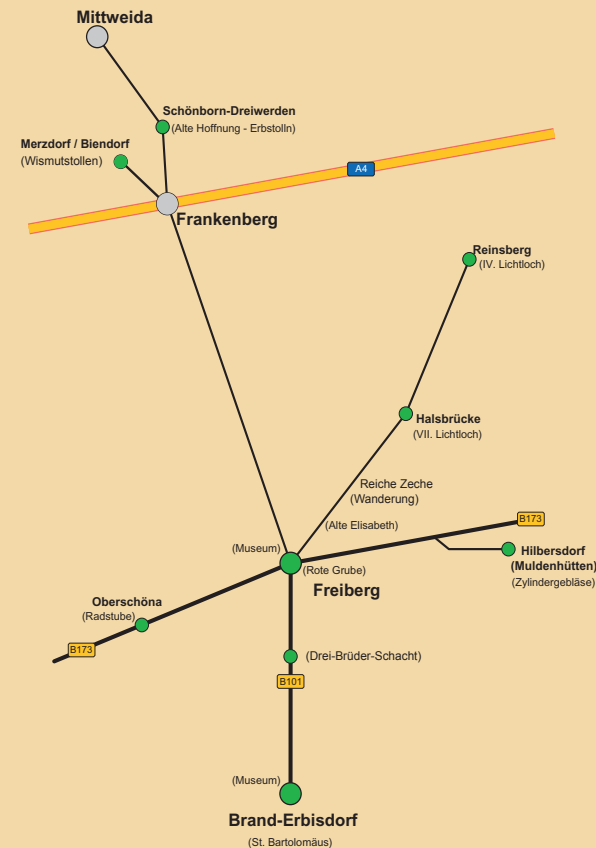 Mittweida
Schönborn-Dreiwerden
(Alte Hoffnung - Erbstolln)
Merzdorf / Biendorf
(Wismutstollen)
A4
Frankenberg
Reinsberg
(IV. Lichtloch)
Halsbrücke
(VII. Lichtloch)
Reiche Zeche
(Wanderung)
(Alte Elisabeth)
B173
(Museum)
Hilbersdorf
(Muldenhütten)
(Zylindergebläse)
(Rote Grube)
Freiberg
Oberschöna
(Radstube)
B173
(Drei-Brüder-Schacht)
B101
(Museum)
Brand-Erbisdorf
(St. Bartolomäus)